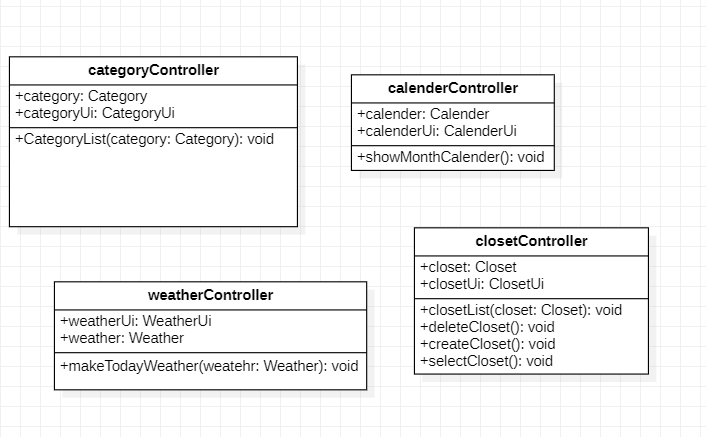 categoryController
+category: Category
+categoryUi: CategoryUi
+CategoryList(category: Category): void
calenderController
+calender: Calender
+calenderUi: CalenderUi
+showMonthCalender(): void
weatherController
+weatherUi: WeatherUi
+weather: Weather
+makeTodayWeather(weatehr: Weather): void
closetController
+closet: Closet
+closetUi: ClosetUi
+closetList(closet: Closet): void
+deleteCloset(): void
+createCloset(): void
+selectCloset(): void